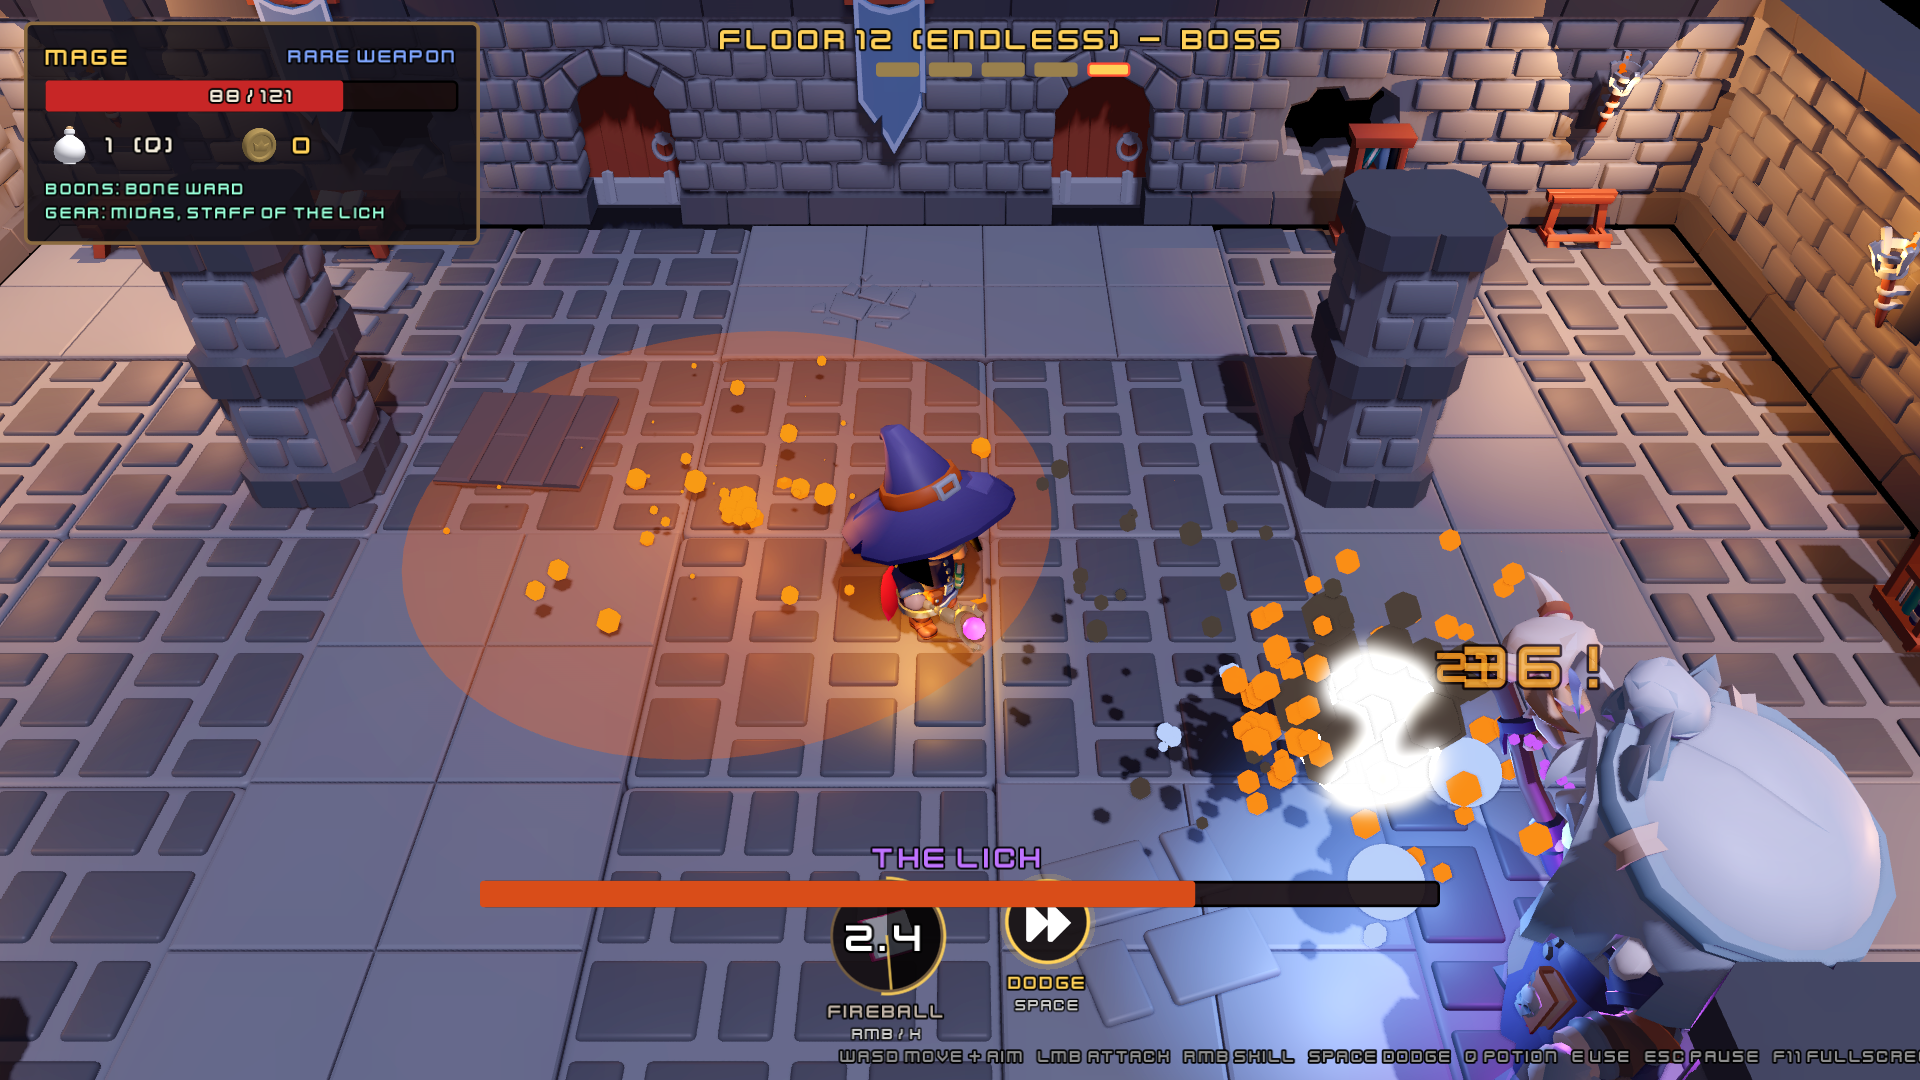 MAGE
RARE WEAPON
88/121
1 (Q)
0
BOONS: BONE WARD
GEAR: MIDAS, STAFF OF THE LICH
FLOOR 12 (ENDLESS) – BOSS
THE LICH
2.4
FIREBALL
RMB/K
DODGE
SPACE
WASD MOVE + AIM LMB ATTACK RMB SKILL SPACE DODGE Q POTION E USE ESC PAUSE F11